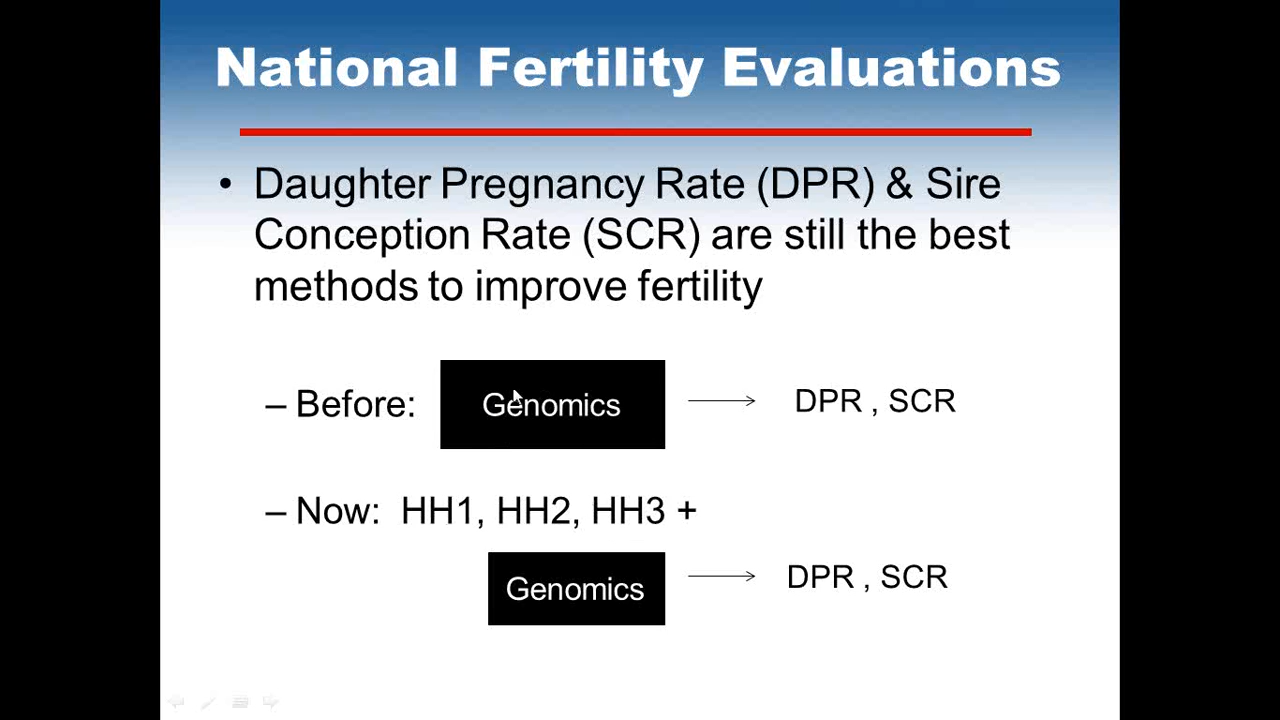 National Fertility Evaluations
• Daughter Pregnancy Rate (DPR) & Sire
Conception Rate (SCR) are still the best
methods to improve fertility
– Before: Genomics → DPR , SCR
– Now: HH1, HH2, HH3 +
Genomics → DPR , SCR